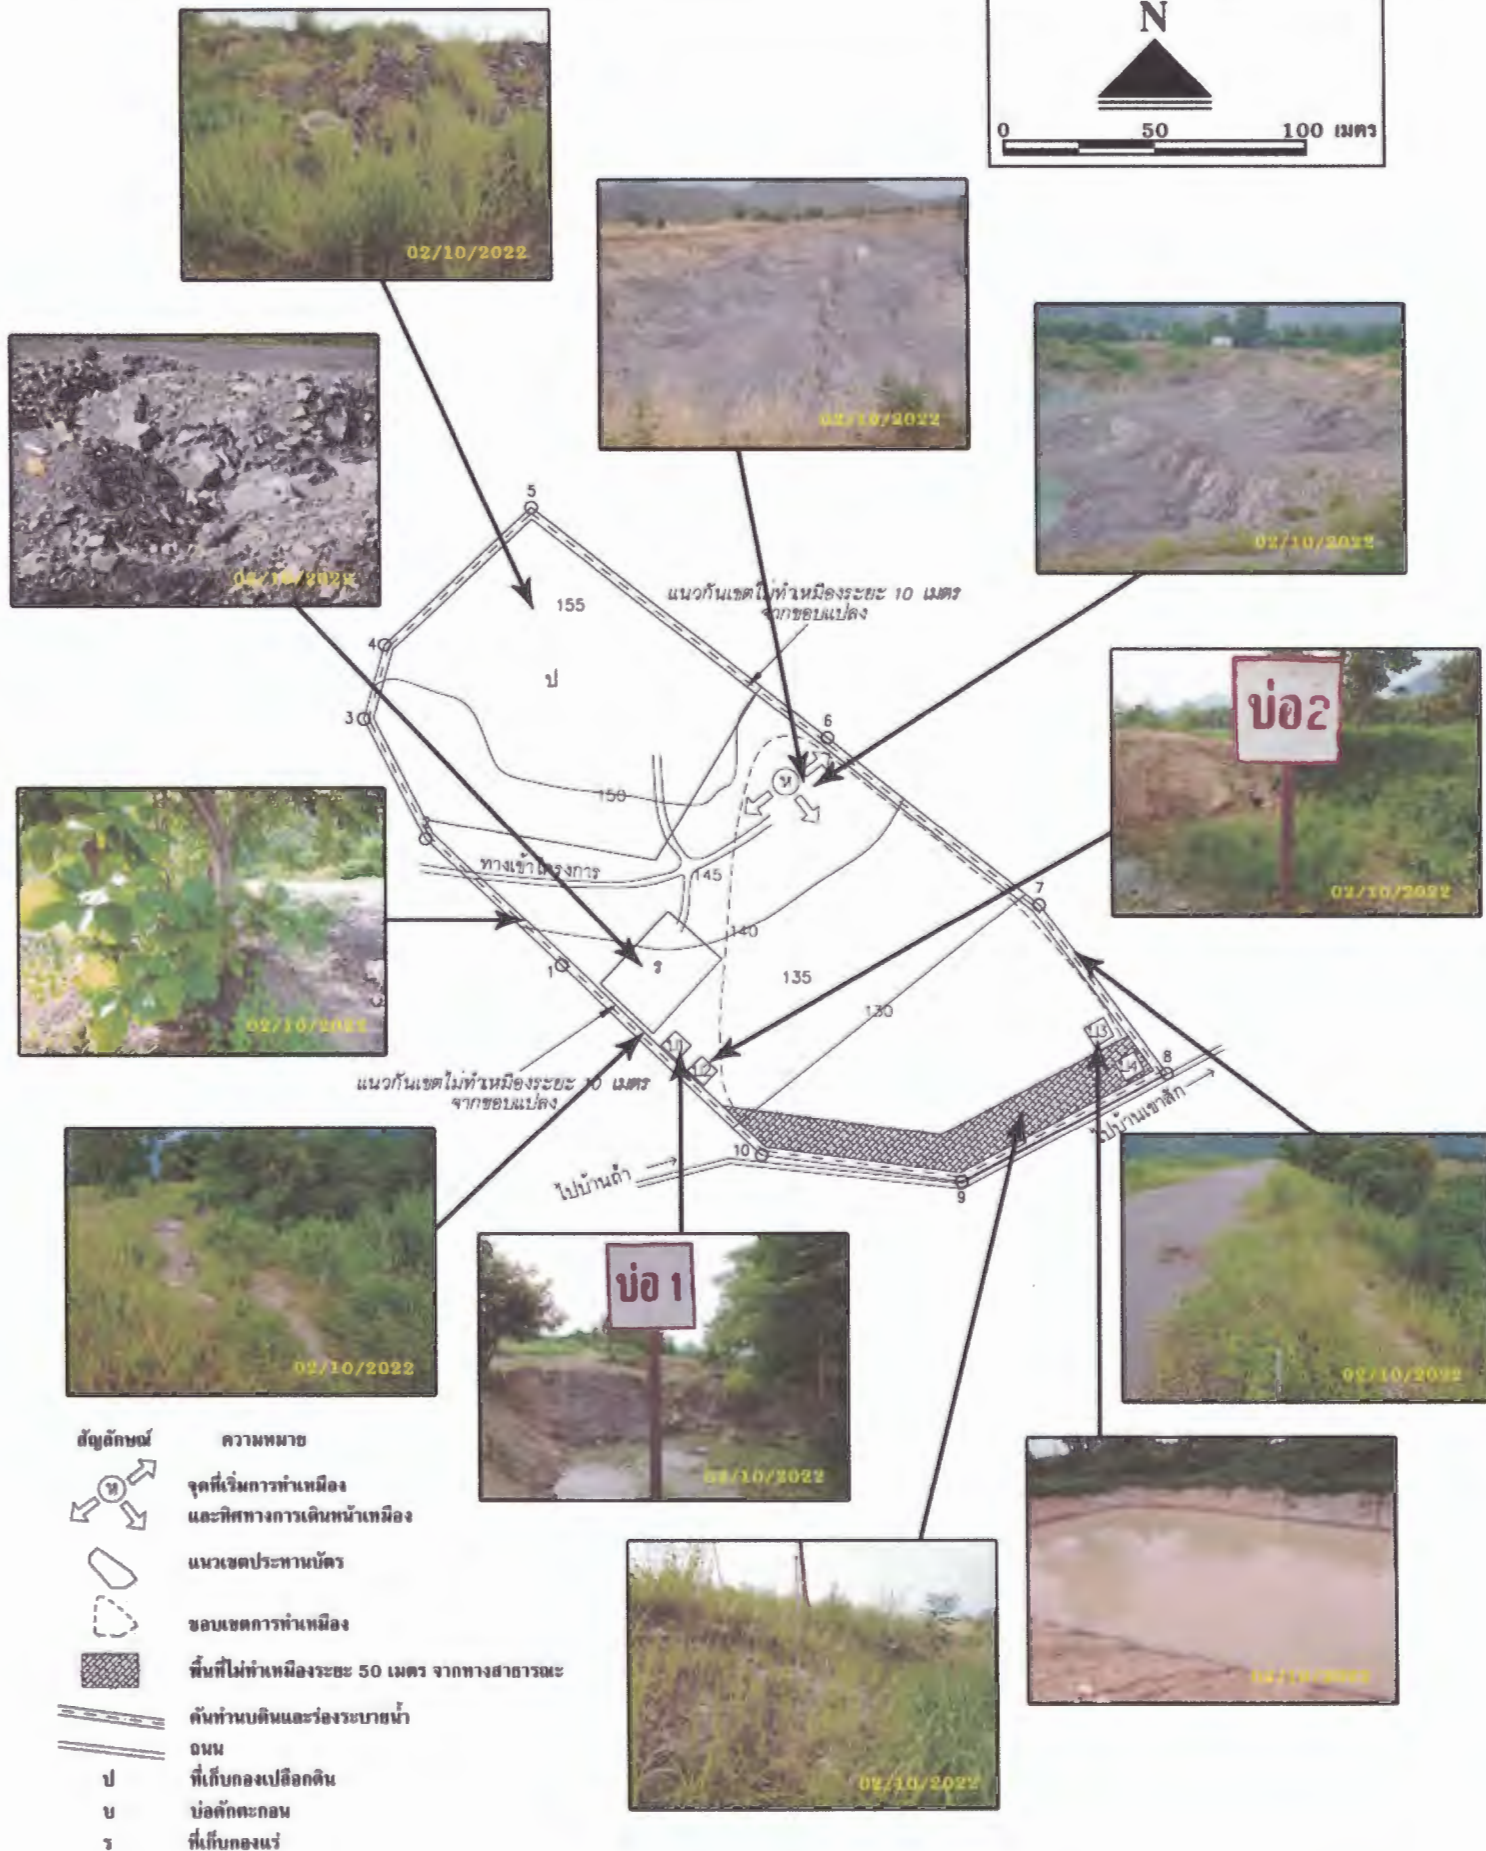 N
0 50 100 เมตร
02/10/2022
02/10/2022
02/10/2022
02/10/2022
5
155
แนวกันเขตไม่ทำเหมืองระยะ 10 เมตร
จากขอบแปลง
4
ป
3
6
ห
150
บ่อ2
02/10/2022
2
ทางเข้าโครงการ
145
7
140
1
ร
135
130
02/10/2022
บ1
บ2
บ3
บ4
8
แนวกันเขตไม่ทำเหมืองระยะ 10 เมตร
จากขอบแปลง
ไปบ้านเขาลึก
10
ไปบ้านถ้ำ
9
02/10/2022
บ่อ 1
02/10/2022
02/10/2022
02/10/2022
02/10/2022
สัญลักษณ์ ความหมาย
ห จุดที่เริ่มการทำเหมือง
และทิศทางการเดินหน้าเหมือง
แนวเขตประทานบัตร
ขอบเขตการทำเหมือง
พื้นที่ไม่ทำเหมืองระยะ 50 เมตร จากทางสาธารณะ
คันทำนบดินและร่องระบายน้ำ
ถนน
ป ที่เก็บกองเปลือกดิน
บ บ่อดักตะกอน
ร ที่เก็บกองแร่